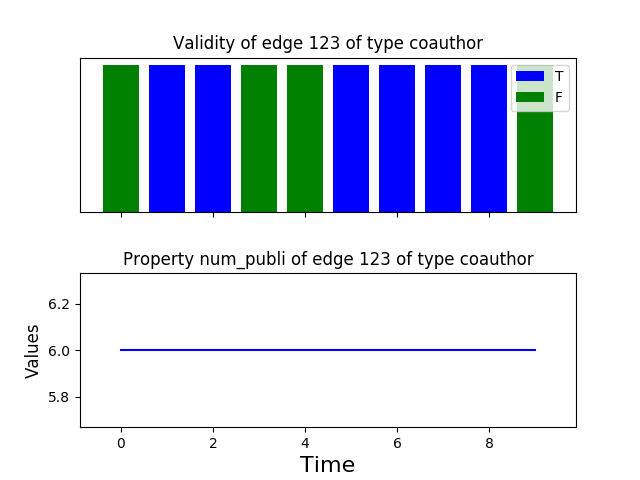 Validity of edge 123 of type coauthor
T
F
Property num_publi of edge 123 of type coauthor
6.2
6.0
5.8
Values
0 2 4 6 8
Time